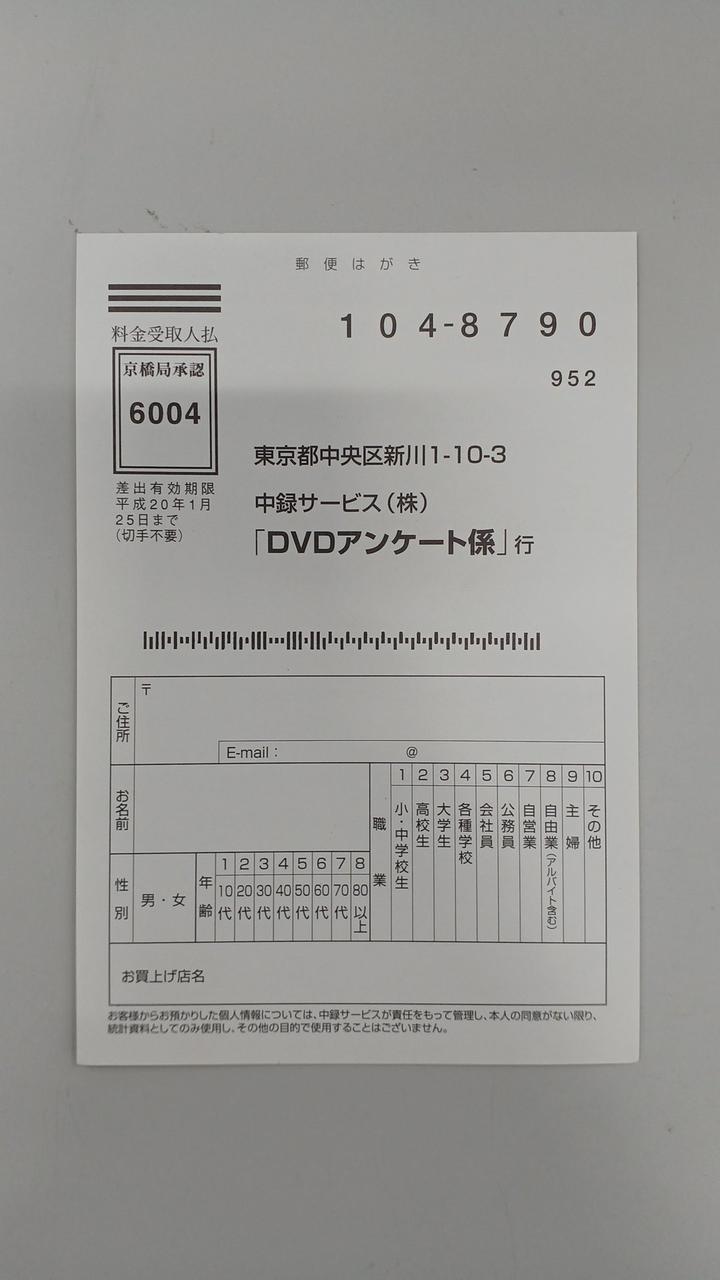 郵便はがき
料金受取人払
京橋局承認
6004
差出有効期限
平成20年1月
25日まで
(切手不要)
104-8790
952
東京都中央区新川1-10-3
中録サービス(株)
「DVDアンケート係」行
ご住所
〒
E-mail: @
お名前
性別
男・女
年齢
1 2 3 4 5 6 7 8
10代 20代 30代 40代 50代 60代 70代 80以上
職業
1 2 3 4 5 6 7 8 9 10
小・中学校生
高校生
大学生
各種学校
会社員
公務員
自営業
自由業(アルバイト含む)
主婦
その他
お買上げ店名
お客様からお預かりした個人情報については、中録サービスが責任をもって管理し、本人の同意がない限り、
統計資料としてのみ使用し、その他の目的で使用することはございません。